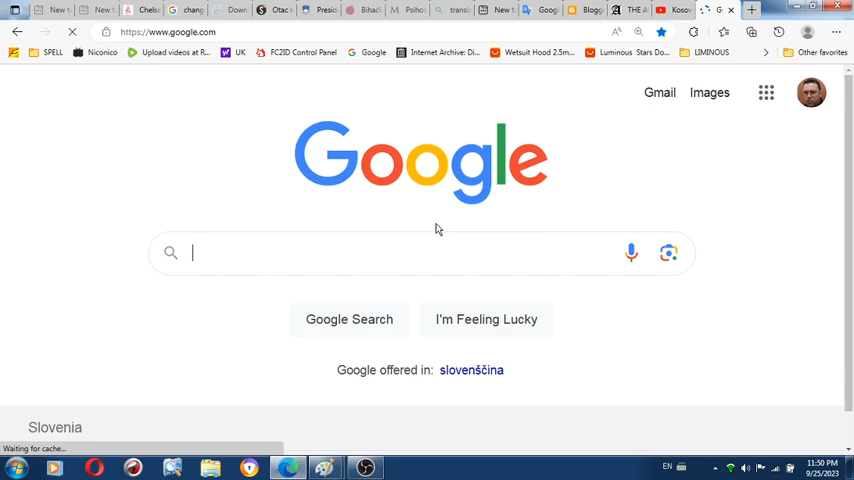 New t
New t
Chels
chang
Down
Otac r
Presid
Bihać
Psiho
transl
New t
Googl
Blogg
THE A
Kosov
G
https://www.google.com
SPELL
Niconico
Upload videos at R...
UK
FC2ID Control Panel
Google
Internet Archive: Di...
Wetsuit Hood 2.5m...
Luminous Stars Do...
LIMINOUS
Other favorites
Gmail Images
Google
Google Search
I'm Feeling Lucky
Google offered in: slovenščina
Slovenia
Waiting for cache...
EN
11:50 PM
9/25/2023